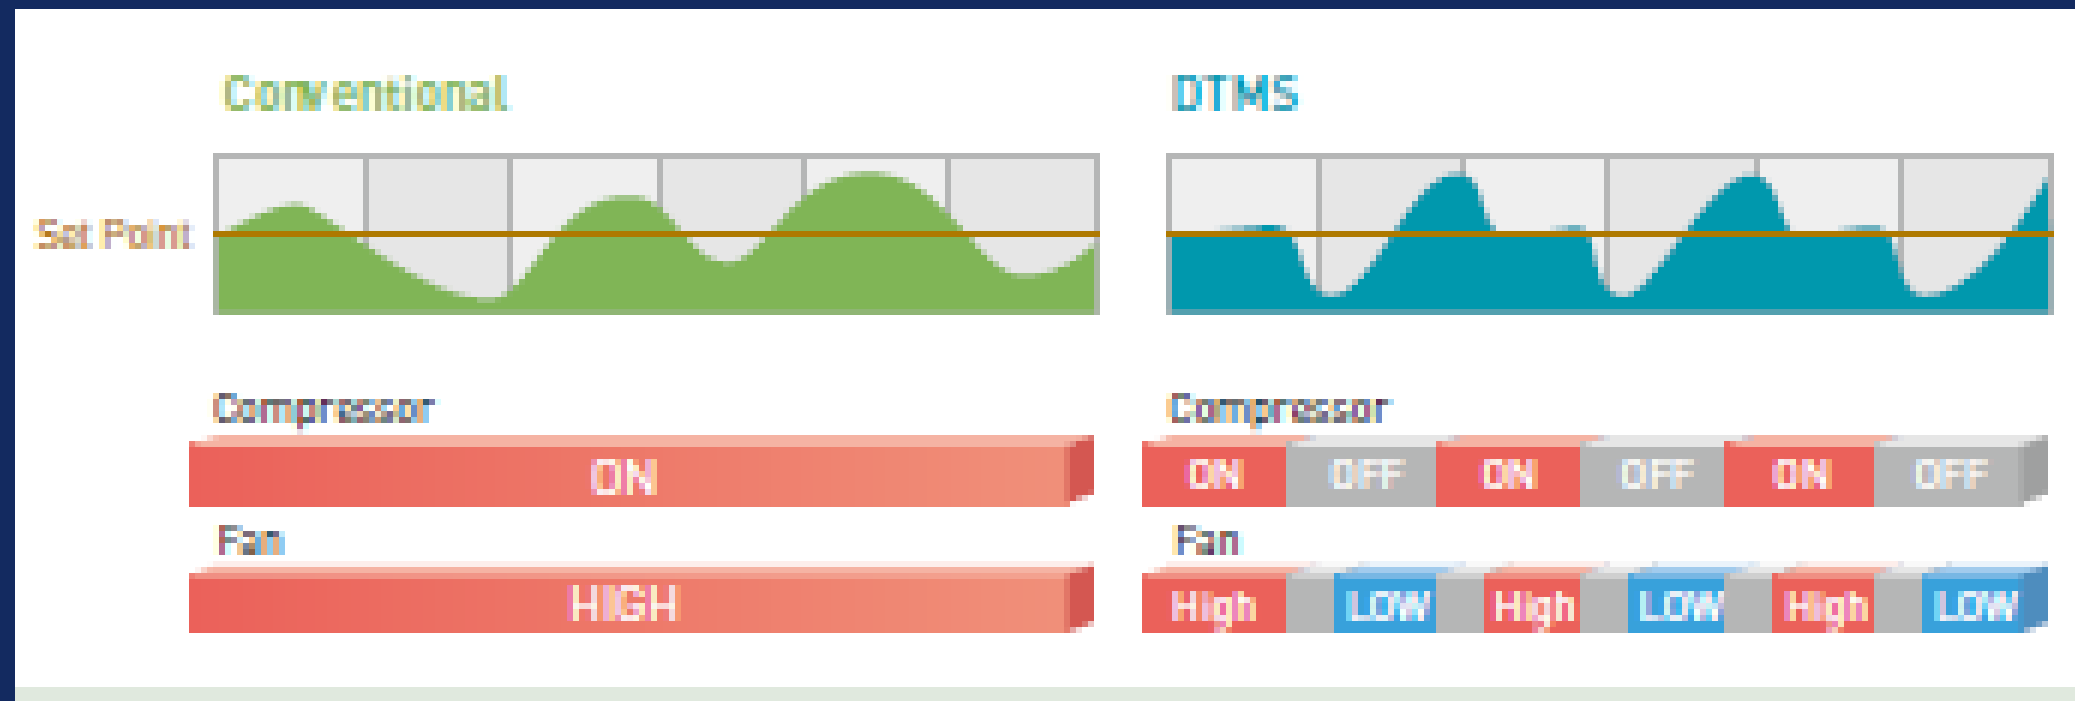 Conventional
DTMS
Set Point
Compressor
ON
Fan
HIGH
Compressor
ON OFF ON OFF ON OFF
Fan
High LOW High LOW High LOW